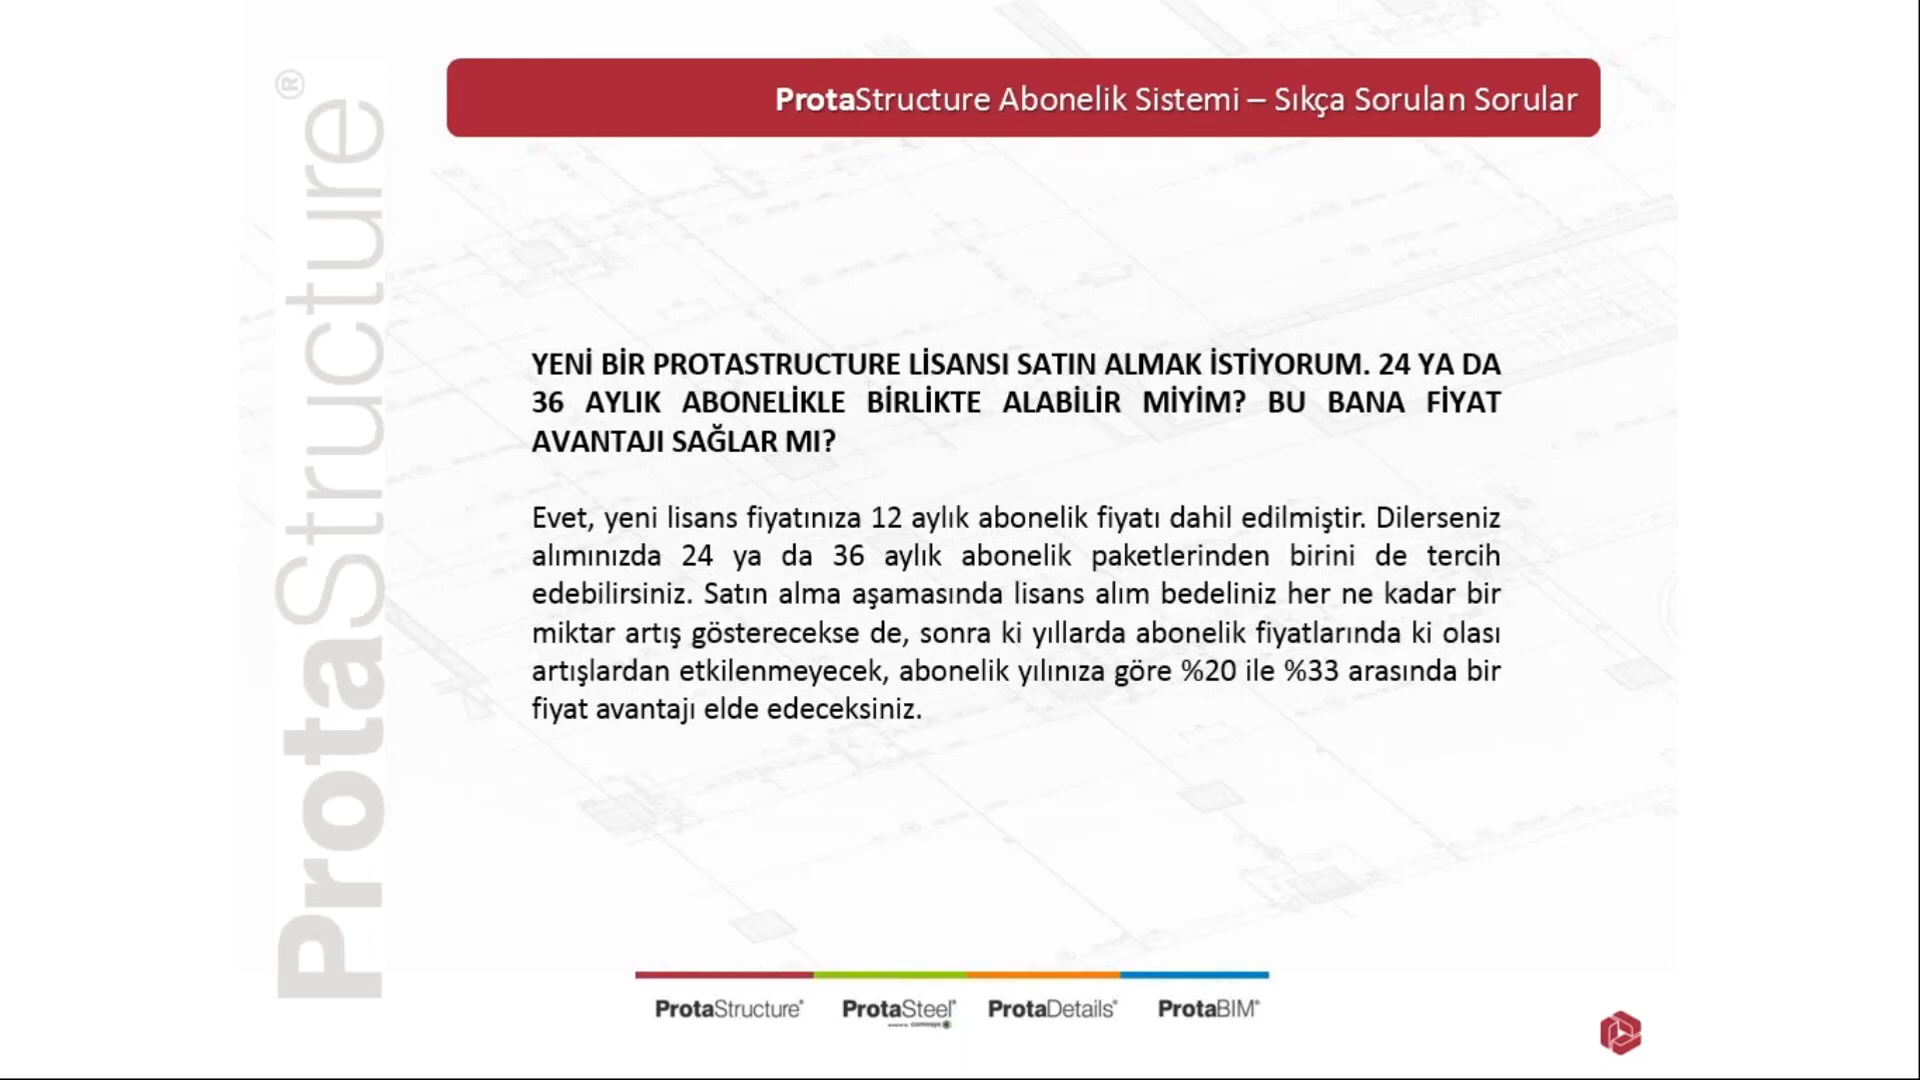 ProtaStructure®
ProtaStructure Abonelik Sistemi – Sıkça Sorulan Sorular
YENİ BİR PROTASTRUCTURE LİSANSI SATIN ALMAK İSTİYORUM. 24 YA DA
36 AYLIK ABONELİKLE BİRLİKTE ALABİLİR MİYİM? BU BANA FİYAT
AVANTAJI SAĞLAR MI?
Evet, yeni lisans fiyatınıza 12 aylık abonelik fiyatı dahil edilmiştir. Dilerseniz
alımınızda 24 ya da 36 aylık abonelik paketlerinden birini de tercih
edebilirsiniz. Satın alma aşamasında lisans alım bedeliniz her ne kadar bir
miktar artış gösterecekse de, sonra ki yıllarda abonelik fiyatlarında ki olası
artışlardan etkilenmeyecek, abonelik yılınıza göre %20 ile %33 arasında bir
fiyat avantajı elde edeceksiniz.
ProtaStructure® ProtaSteel® ProtaDetails® ProtaBIM®